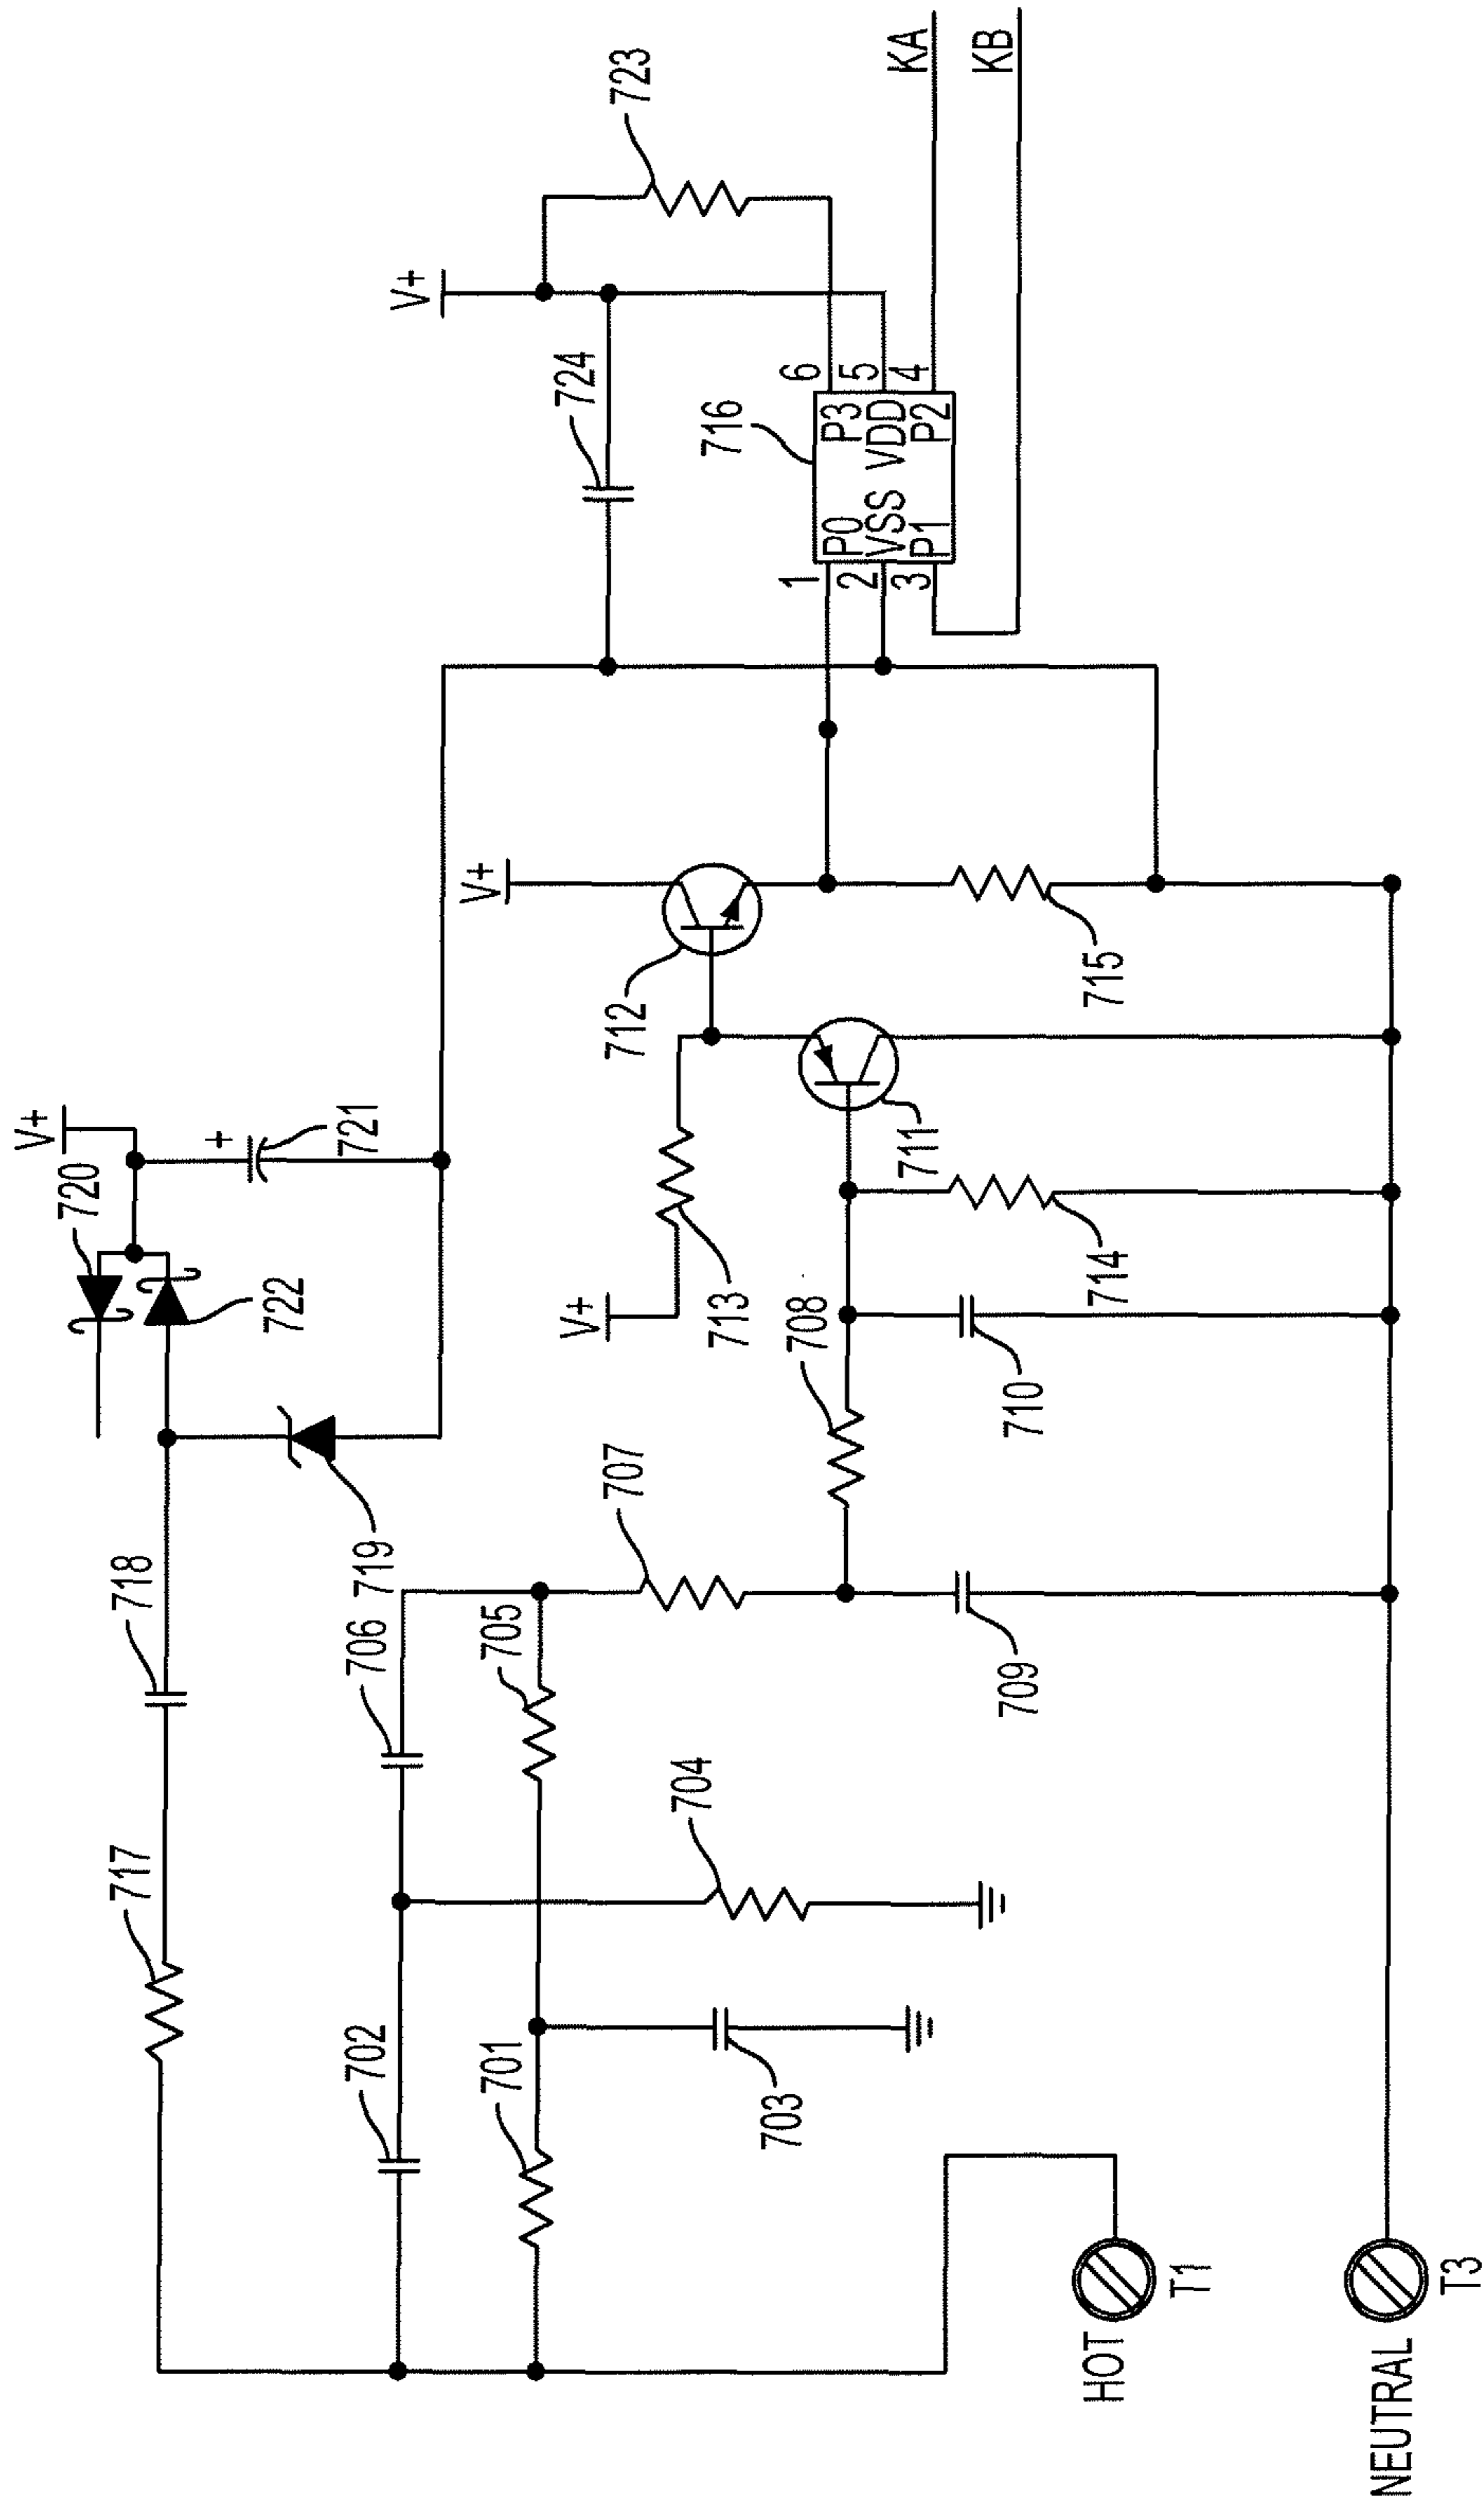 717
718
720
V+
722
+
721
719
702
706
701
705
V+
723
724
V+
707
V+
712
703
704
713
708
711
716
1
P0
P3
6
2
VSS
VDD
5
3
P1
P2
4
KA
KB
709
710
714
715
HOT
T1
NEUTRAL
T3